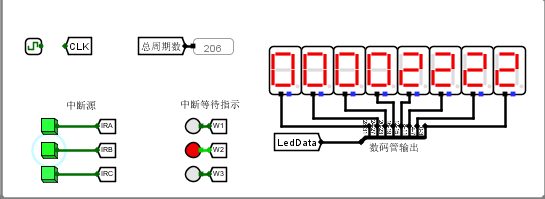 CLK
总周期数
206
00002222
中断源
中断等待指示
IRA
W1
IRB
W2
IRC
W3
LedData
数码管输出